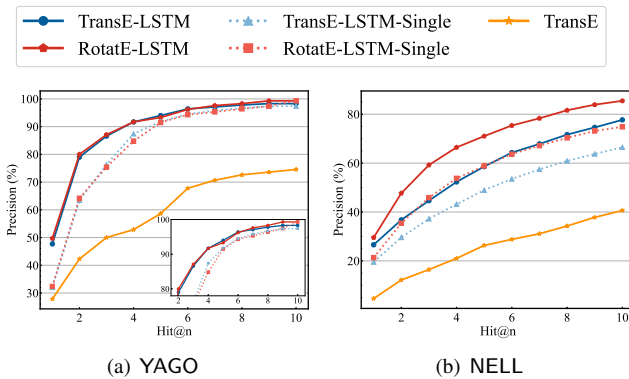 TransE-LSTM TransE-LSTM-Single TransE
RotatE-LSTM RotatE-LSTM-Single
Precision (%)
100
90
80
70
60
50
40
30
100
90
80
2 4 6 8 10
2 4 6 8 10
Hit@n
(a) YAGO
Precision (%)
80
60
40
20
0
2 4 6 8 10
Hit@n
(b) NELL